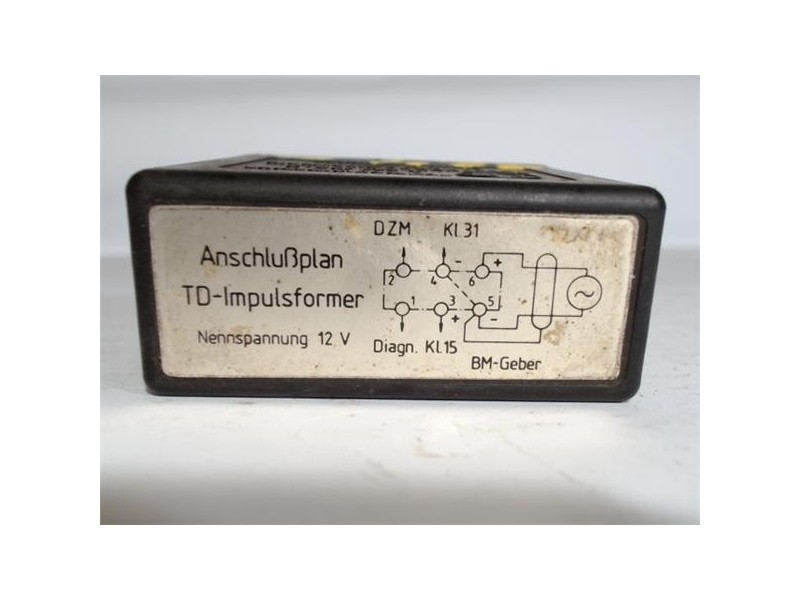 Anschlußplan
TD-Impulsformer
Nennspannung 12 V
DZM Kl.31
- +
2 4 6
1 3 5
+ -
Diagn. Kl.15
BM-Geber